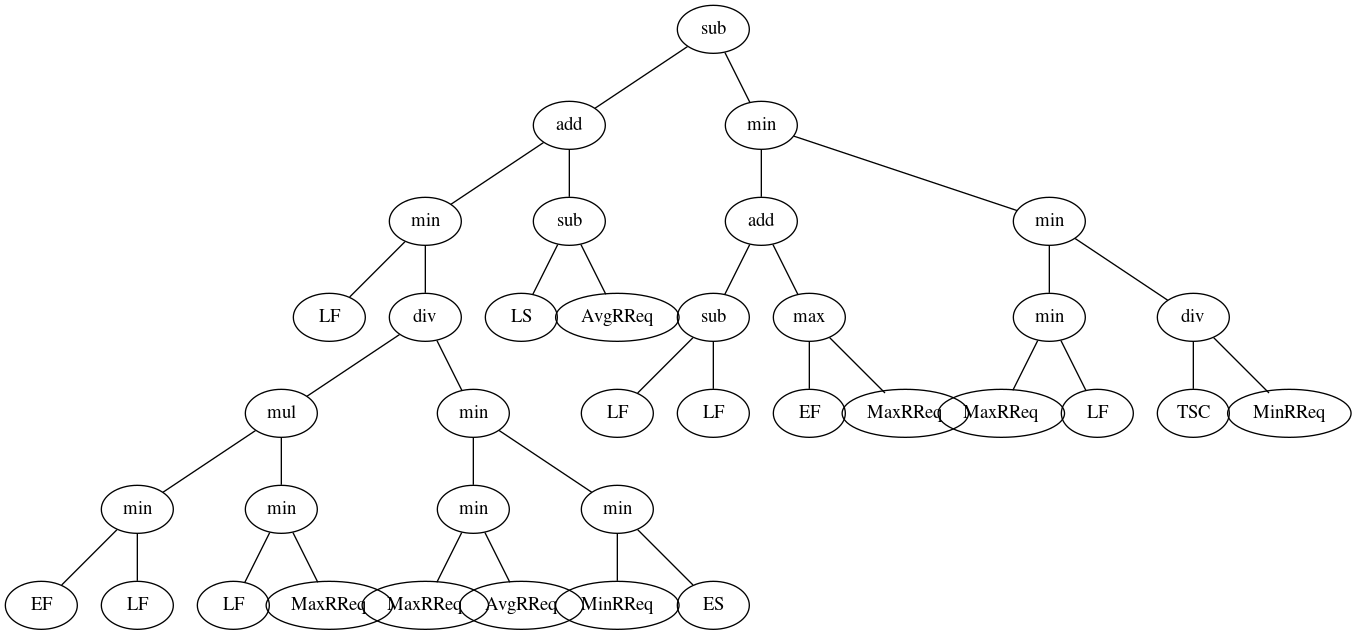 sub
add min
min sub add min
LF div LS AvgRReq sub max min div
mul min LF LF EF MaxRReq MaxRReq LF TSC MinRReq
min min min min
EF LF LF MaxRReq MaxRReq AvgRReq MinRReq ES